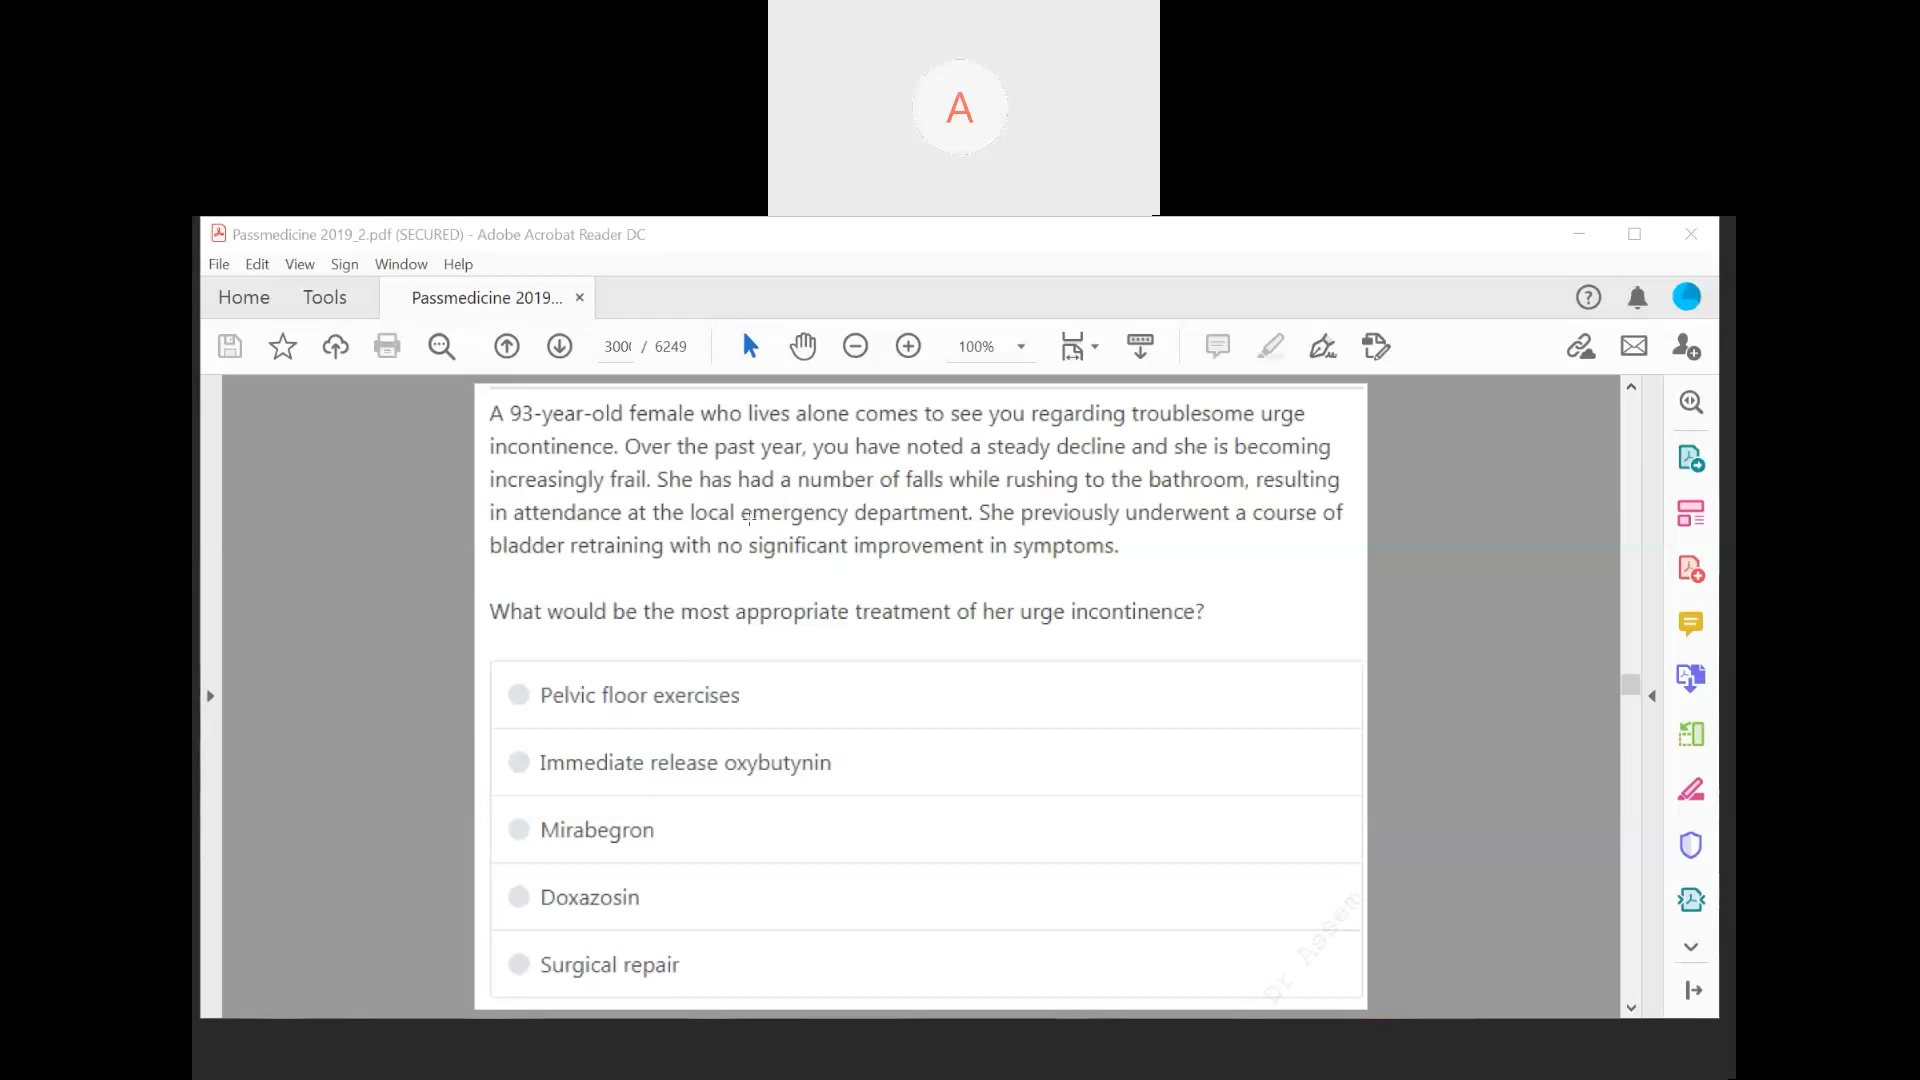 A
Passmedicine 2019_2.pdf (SECURED) - Adobe Acrobat Reader DC
File Edit View Sign Window Help
Home Tools Passmedicine 2019...
3000 / 6249 100%
A 93-year-old female who lives alone comes to see you regarding troublesome urge
incontinence. Over the past year, you have noted a steady decline and she is becoming
increasingly frail. She has had a number of falls while rushing to the bathroom, resulting
in attendance at the local emergency department. She previously underwent a course of
bladder retraining with no significant improvement in symptoms.
What would be the most appropriate treatment of her urge incontinence?
Pelvic floor exercises
Immediate release oxybutynin
Mirabegron
Doxazosin
Surgical repair
Dr Assem